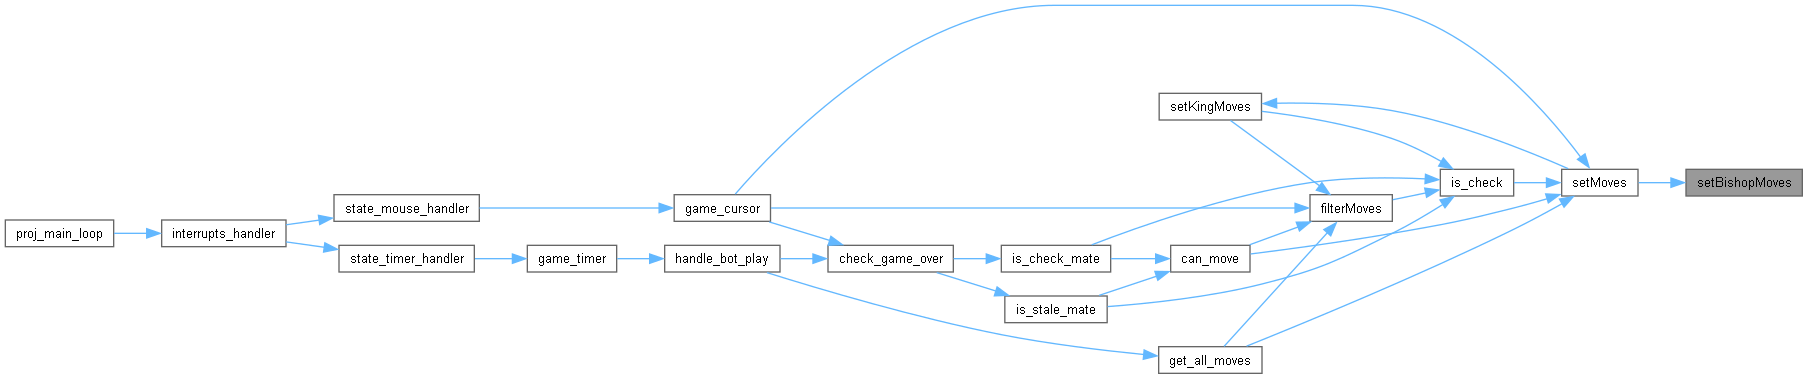 proj_main_loop
interrupts_handler
state_mouse_handler
state_timer_handler
game_timer
game_cursor
handle_bot_play
check_game_over
is_check_mate
is_stale_mate
setKingMoves
can_move
get_all_moves
filterMoves
is_check
setMoves
setBishopMoves